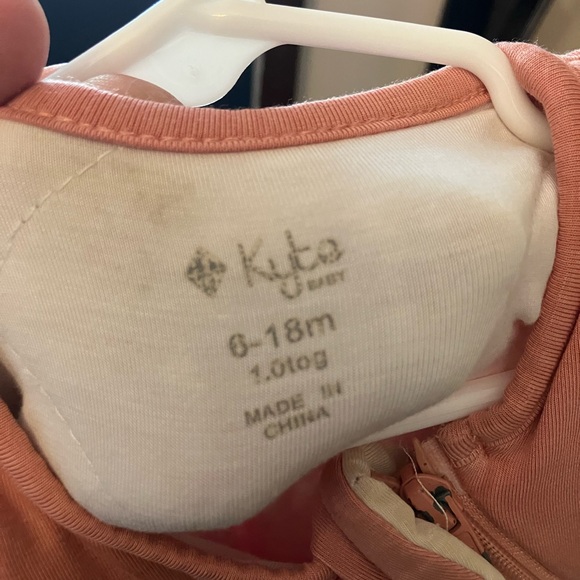 Kyte
BABY
6-18m
1.0tog
MADE IN
CHINA